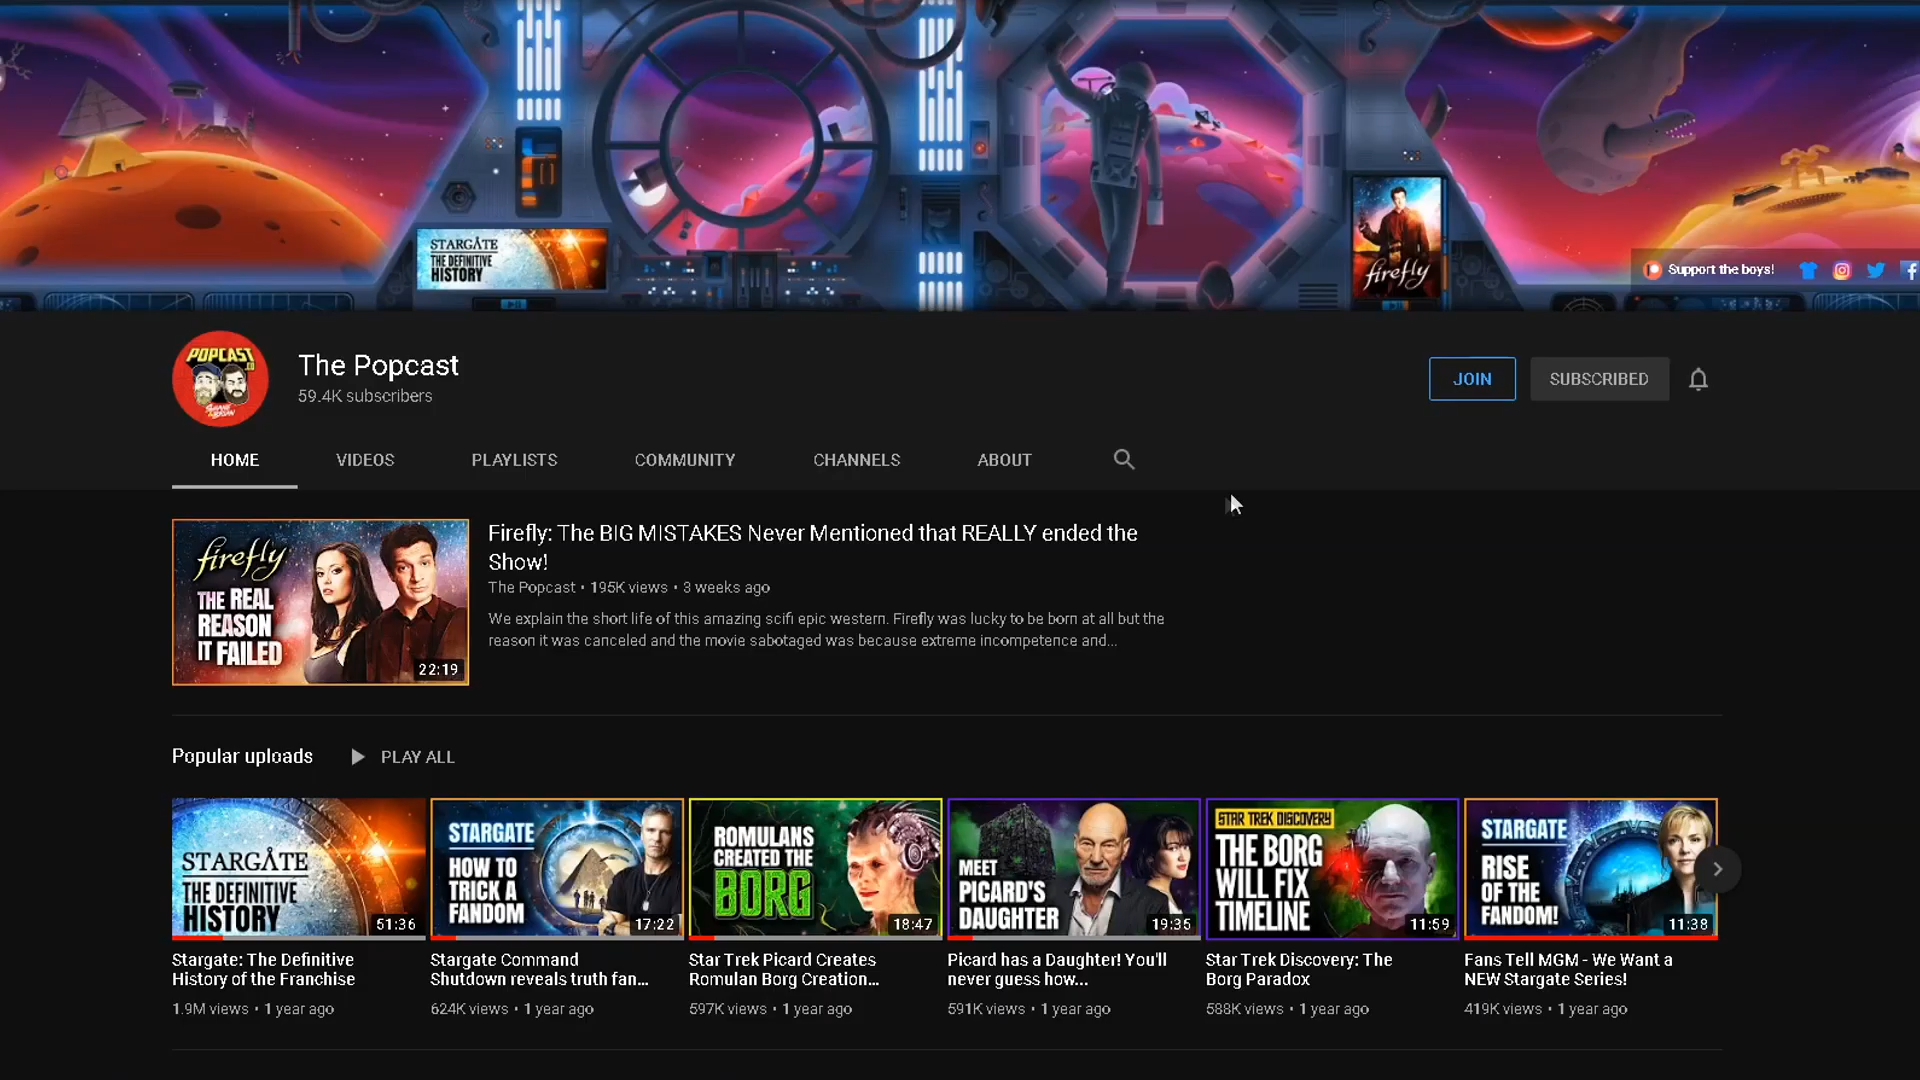 STARGATE
THE DEFINITIVE
HISTORY
firefly
Support the boys!
POPCAST
The Popcast
59.4K subscribers
JOIN
SUBSCRIBED
HOME
VIDEOS
PLAYLISTS
COMMUNITY
CHANNELS
ABOUT
firefly
THE REAL
REASON
IT FAILED
22:19
Firefly: The BIG MISTAKES Never Mentioned that REALLY ended the
Show!
The Popcast • 195K views • 3 weeks ago
We explain the short life of this amazing scifi epic western. Firefly was lucky to be born at all but the
reason it was canceled and the movie sabotaged was because extreme incompetence and...
Popular uploads
PLAY ALL
STARGATE
THE DEFINITIVE
HISTORY
51:36
Stargate: The Definitive
History of the Franchise
1.9M views • 1 year ago
STARGATE
HOW TO
TRICK A
FANDOM
17:22
Stargate Command
Shutdown reveals truth fan...
624K views • 1 year ago
ROMULANS
CREATED THE
BORG
18:47
Star Trek Picard Creates
Romulan Borg Creation...
597K views • 1 year ago
MEET
PICARD'S
DAUGHTER
19:35
Picard has a Daughter! You'll
never guess how...
591K views • 1 year ago
STAR TREK DISCOVERY
THE BORG
WILL FIX
TIMELINE
11:59
Star Trek Discovery: The
Borg Paradox
588K views • 1 year ago
STARGATE
RISE
OF THE
FANDOM!
11:38
Fans Tell MGM - We Want a
NEW Stargate Series!
419K views • 1 year ago